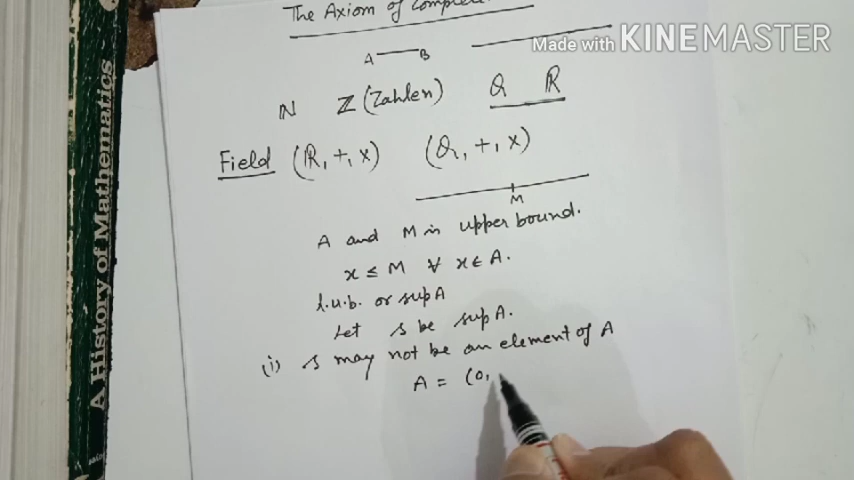 The Axiom of
Made with KINEMASTER
A B
N Z (Zahlen) Q R
Field (R, +, x) (Q, +, x)
M
A and M is upper bound.
x ≤ M ∀ x ∈ A.
l.u.b. or sup A
Let s be sup A.
(i) s may not be an element of A
A = (0,
A History of Mathematics